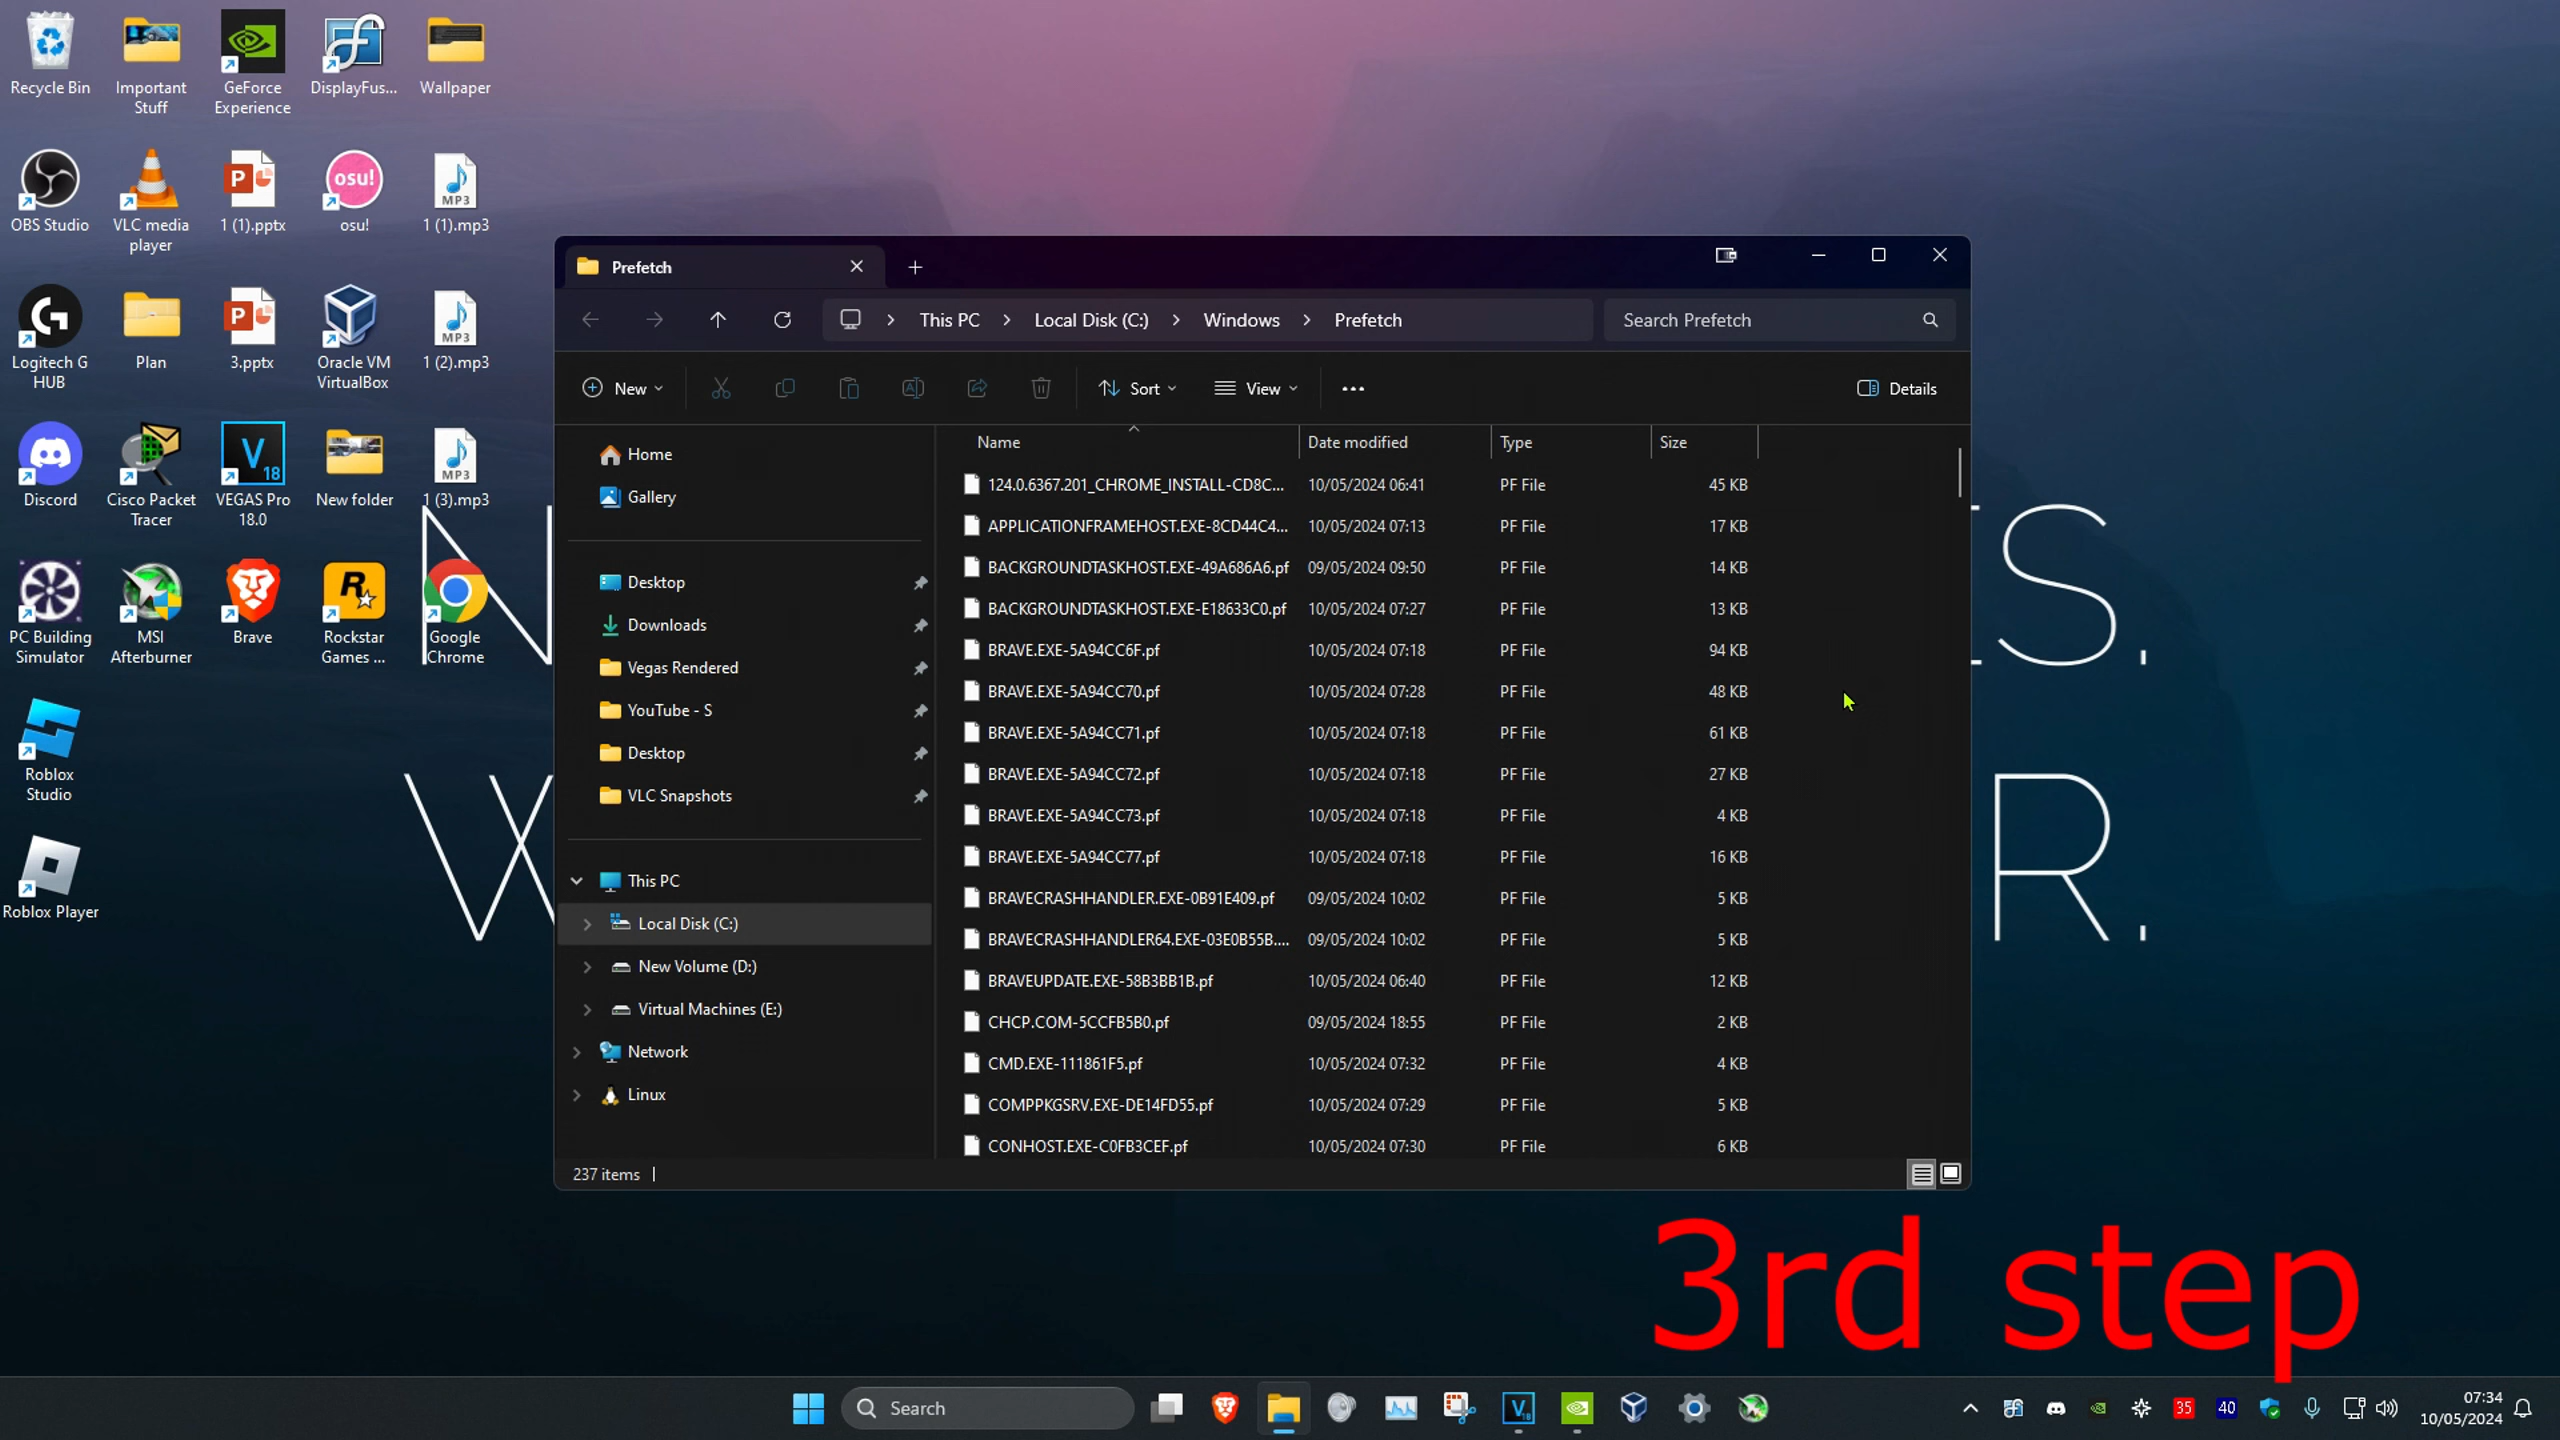 Recycle Bin
Important Stuff
GeForce Experience
DisplayFus...
Wallpaper
OBS Studio
VLC media player
1 (1).pptx
osu!
osu!
1 (1).mp3
MP3
Logitech G HUB
Plan
3.pptx
Oracle VM VirtualBox
1 (2).mp3
MP3
Discord
Cisco Packet Tracer
VEGAS Pro 18.0
New folder
1 (3).mp3
MP3
PC Building Simulator
MSI Afterburner
Brave
Rockstar Games ...
Google Chrome
Roblox Studio
Roblox Player
Prefetch
This PC > Local Disk (C:) > Windows > Prefetch
Search Prefetch
New
Sort
View
Details
Home
Gallery
Desktop
Downloads
Vegas Rendered
YouTube - S
Desktop
VLC Snapshots
This PC
Local Disk (C:)
New Volume (D:)
Virtual Machines (E:)
Network
Linux
Name Date modified Type Size
124.0.6367.201_CHROME_INSTALL-CD8C... 10/05/2024 06:41 PF File 45 KB
APPLICATIONFRAMEHOST.EXE-8CD44C4... 10/05/2024 07:13 PF File 17 KB
BACKGROUNDTASKHOST.EXE-49A686A6.pf 09/05/2024 09:50 PF File 14 KB
BACKGROUNDTASKHOST.EXE-E18633C0.pf 10/05/2024 07:27 PF File 13 KB
BRAVE.EXE-5A94CC6F.pf 10/05/2024 07:18 PF File 94 KB
BRAVE.EXE-5A94CC70.pf 10/05/2024 07:28 PF File 48 KB
BRAVE.EXE-5A94CC71.pf 10/05/2024 07:18 PF File 61 KB
BRAVE.EXE-5A94CC72.pf 10/05/2024 07:18 PF File 27 KB
BRAVE.EXE-5A94CC73.pf 10/05/2024 07:18 PF File 4 KB
BRAVE.EXE-5A94CC77.pf 10/05/2024 07:18 PF File 16 KB
BRAVECRASHHANDLER.EXE-0B91E409.pf 09/05/2024 10:02 PF File 5 KB
BRAVECRASHHANDLER64.EXE-03E0B55B.... 09/05/2024 10:02 PF File 5 KB
BRAVEUPDATE.EXE-58B3BB1B.pf 10/05/2024 06:40 PF File 12 KB
CHCP.COM-5CCFB5B0.pf 09/05/2024 18:55 PF File 2 KB
CMD.EXE-111861F5.pf 10/05/2024 07:32 PF File 4 KB
COMPPKGSRV.EXE-DE14FD55.pf 10/05/2024 07:29 PF File 5 KB
CONHOST.EXE-C0FB3CEF.pf 10/05/2024 07:30 PF File 6 KB
237 items
3rd step
Search
35
40
07:34
10/05/2024